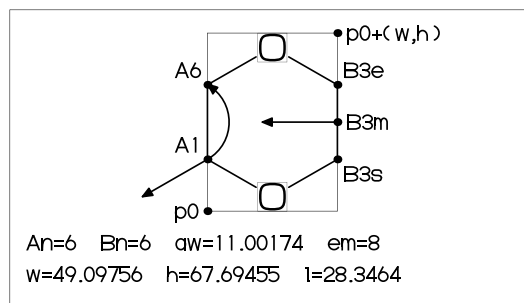 O p0+(w,h)
A6 B3e
B3m
A1 B3s
O
p0
An=6 Bn=6 aw=11.00174 em=8
w=49.09756 h=67.69455 l=28.3464